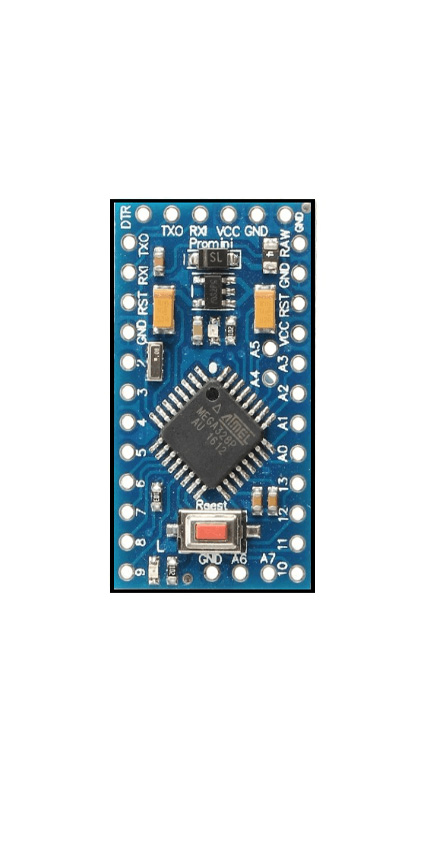 DTR TXO RXI VCC GND GND
Promini
TXO
RXI
RST
GND
2
3
4
5
6
7
8
9
RAW
GND
RST
VCC
A3
A2
A1
A0
13
12
11
10
SL
A5
A4
ATMEL
MEGA328P
AU 1612
Reset
L
GND A6 A7